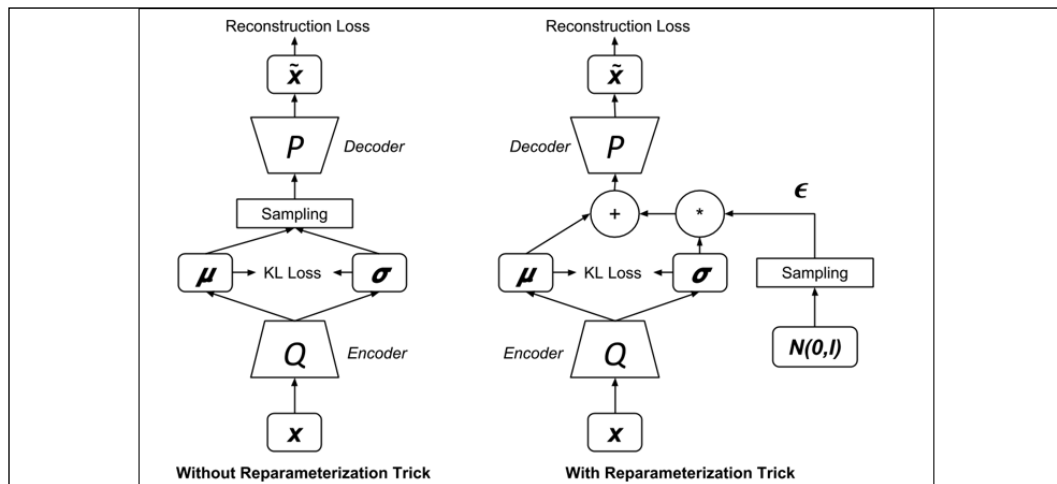 Reconstruction Loss
x̃
P
Decoder
Sampling
μ
KL Loss
σ
Q
Encoder
x
Without Reparameterization Trick
Reconstruction Loss
x̃
Decoder
P
ϵ
+
*
μ
KL Loss
σ
Sampling
Encoder
Q
N(0,I)
x
With Reparameterization Trick